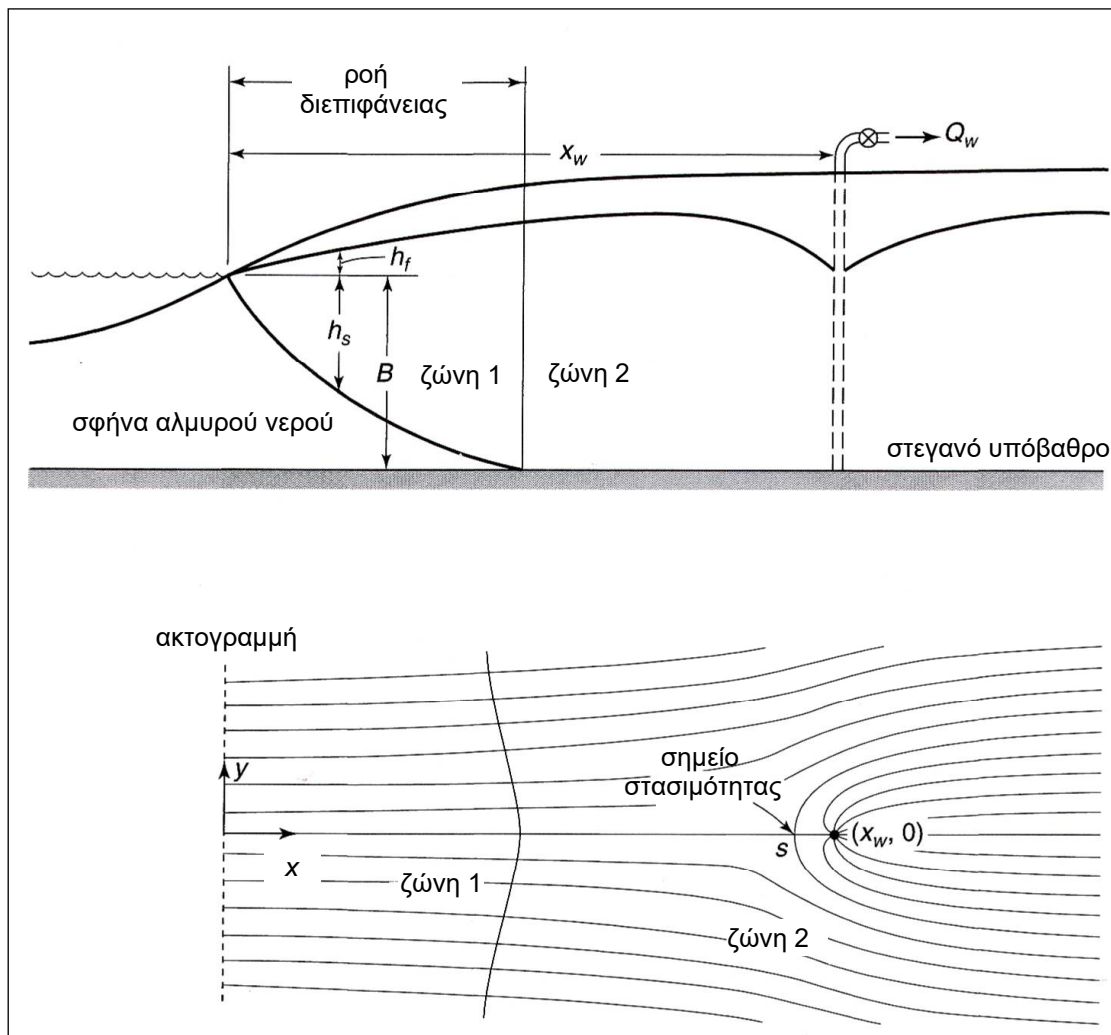 ροή
διεπιφάνειας
x_w
Q_w
h_f
h_s
B
ζώνη 1
ζώνη 2
σφήνα αλμυρού νερού
στεγανό υπόβαθρο
ακτογραμμή
y
x
σημείο
στασιμότητας
s
(x_w, 0)
ζώνη 1
ζώνη 2